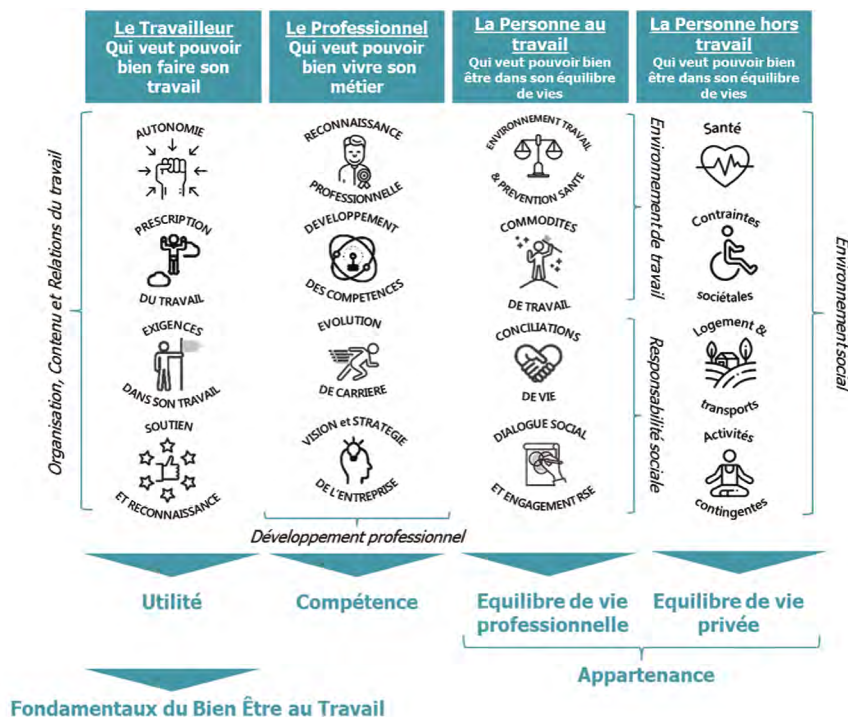 Le Travailleur
Qui veut pouvoir
bien faire son
travail
Le Professionnel
Qui veut pouvoir
bien vivre son
métier
La Personne au
travail
Qui veut pouvoir bien
être dans son équilibre
de vies
La Personne hors
travail
Qui veut pouvoir bien
être dans son équilibre
de vies
Organisation, Contenu et Relations du travail
AUTONOMIE
PRESCRIPTION
DU TRAVAIL
EXIGENCES
DANS SON TRAVAIL
SOUTIEN
ET RECONNAISSANCE
RECONNAISSANCE
PROFESSIONNELLE
DEVELOPPEMENT
DES COMPETENCES
EVOLUTION
DE CARRIERE
VISION et STRATEGIE
DE L'ENTREPRISE
Développement professionnel
ENVIRONNEMENT TRAVAIL
& PREVENTION SANTE
COMMODITES
DE TRAVAIL
CONCILIATIONS
DE VIE
DIALOGUE SOCIAL
ET ENGAGEMENT RSE
Environnement de travail
Responsabilité sociale
Santé
Contraintes
sociétales
Logement &
transports
Activités
contingentes
Environnement social
Utilité
Compétence
Equilibre de vie
professionnelle
Equilibre de vie
privée
Appartenance
Fondamentaux du Bien Être au Travail